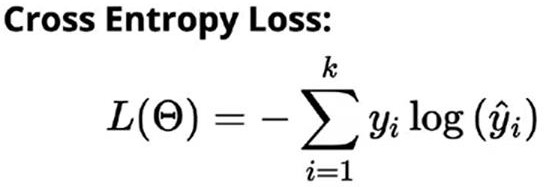 Cross Entropy Loss:
L(Θ) = − ∑_{i=1}^{k} y_i log (ŷ_i)